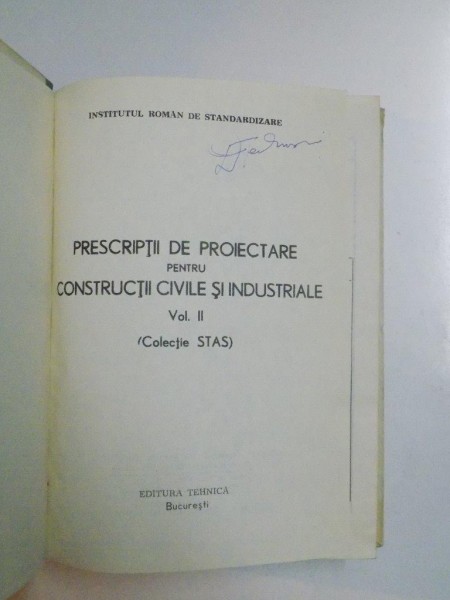 INSTITUTUL ROMÂN DE STANDARDIZARE
PRESCRIPȚII DE PROIECTARE
PENTRU
CONSTRUCȚII CIVILE ȘI INDUSTRIALE
Vol. II
(Colecție STAS)
EDITURA TEHNICĂ
București